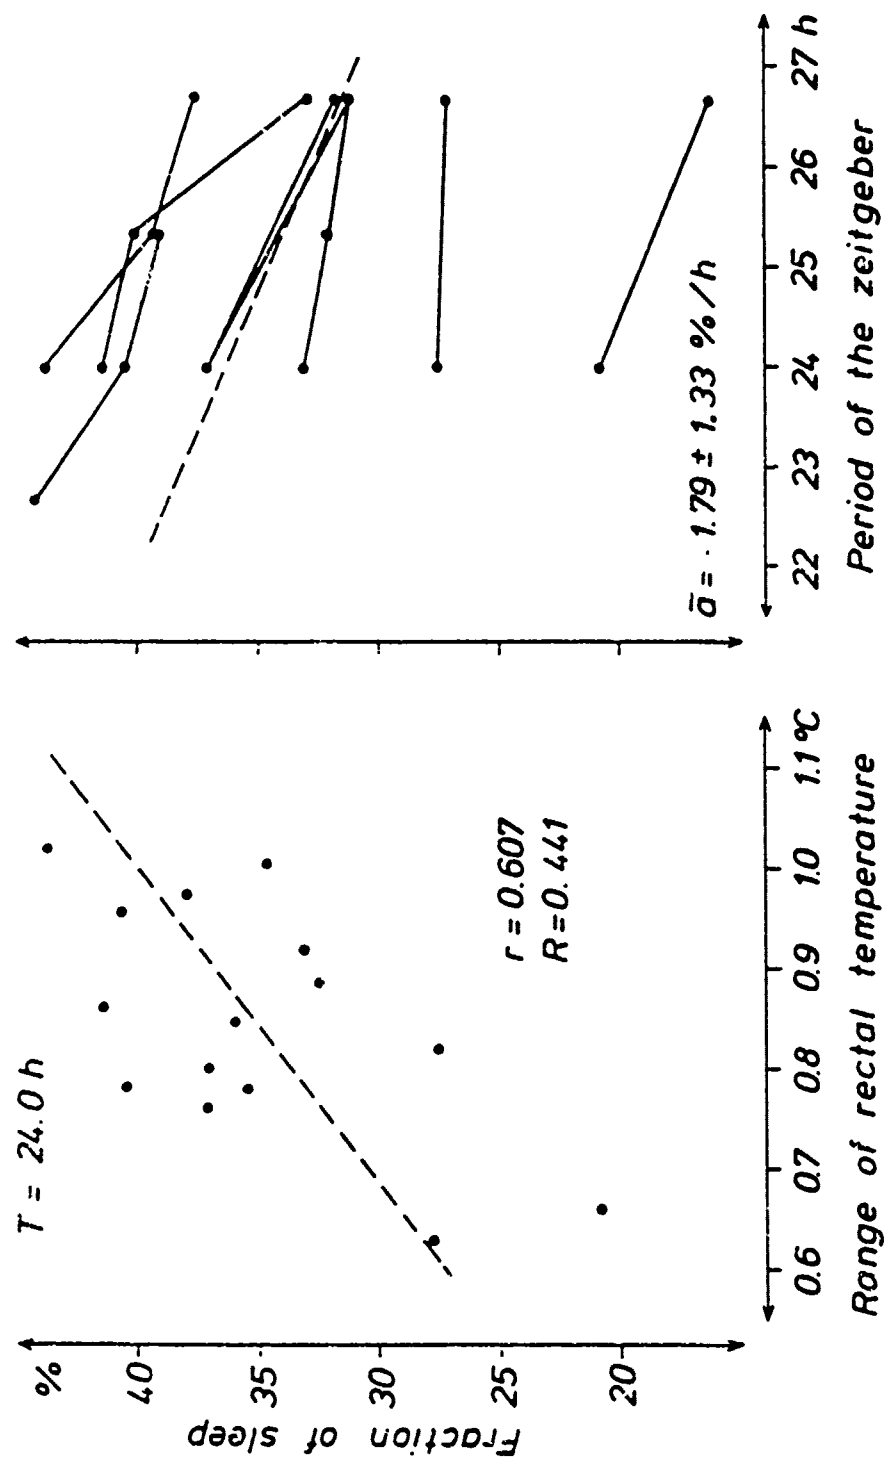 %
40
35
30
25
20
Fraction of sleep
T = 24.0 h
r = 0.607
R = 0.441
0.6 0.7 0.8 0.9 1.0 1.1 °C
Range of rectal temperature
a̅ = - 1.79 ± 1.33 %/h
22 23 24 25 26 27 h
Period of the zeitgeber